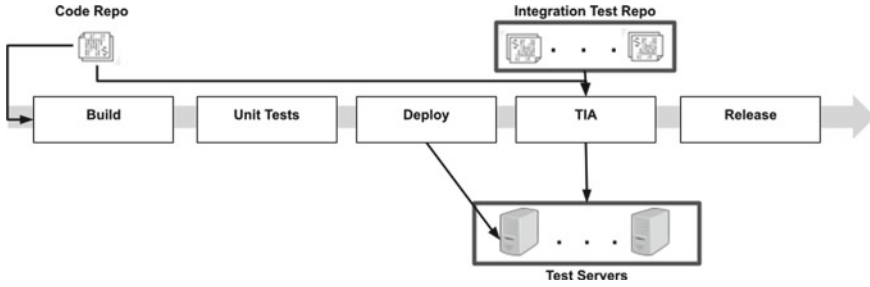 Code Repo
Integration Test Repo
Build
Unit Tests
Deploy
TIA
Release
Test Servers